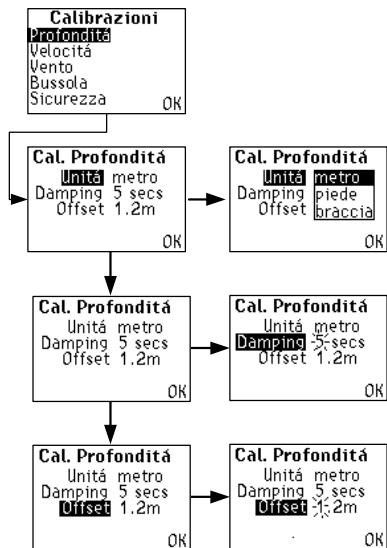 Calibrazioni
Profonditá
Velocitá
Vento
Bussola
Sicurezza
OK
Cal. Profonditá
Unitá metro
Damping 5 secs
Offset 1.2m
OK
Cal. Profonditá
Unitá metro
Damping piede
Offset braccia
OK
Cal. Profonditá
Unitá metro
Damping 5 secs
Offset 1.2m
OK
Cal. Profonditá
Unitá metro
Damping 5 secs
Offset 1.2m
OK
Cal. Profonditá
Unitá metro
Damping 5 secs
Offset 1.2m
OK
Cal. Profonditá
Unitá metro
Damping 5 secs
Offset 1.2m
OK